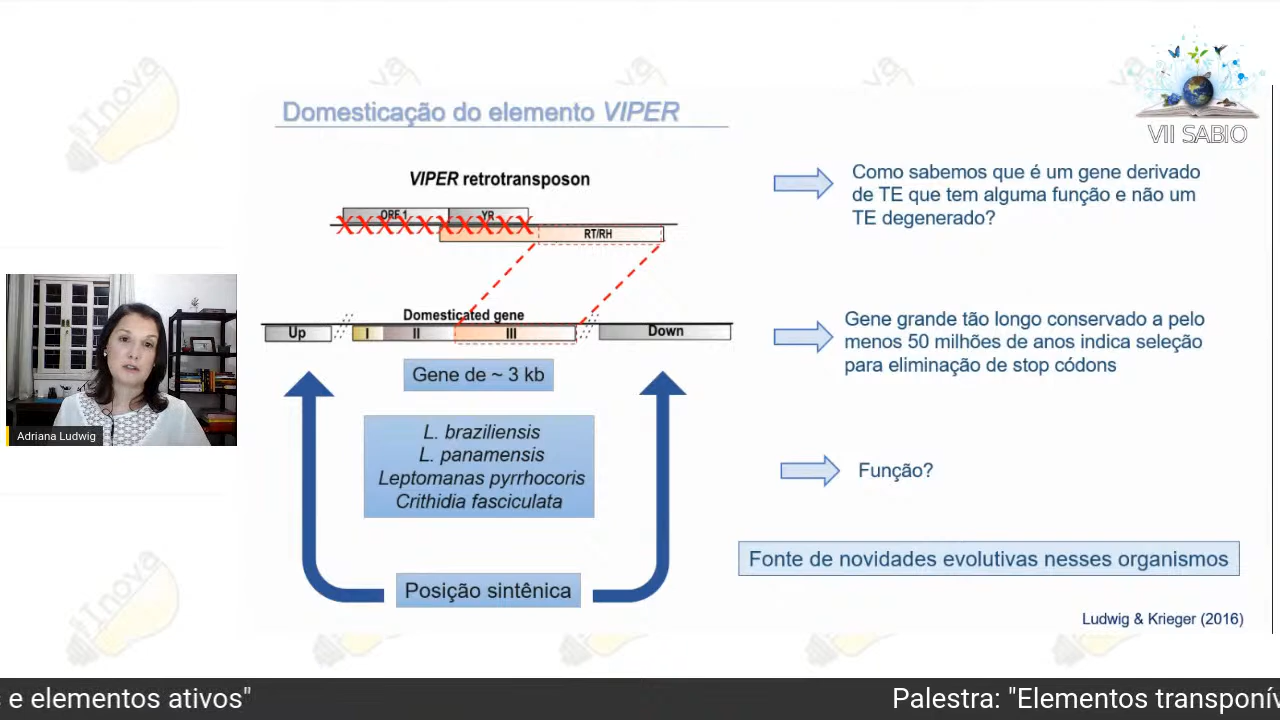 Domesticação do elemento VIPER
VIPER retrotransposon
ORF 1
YR
XXXXXXXXXX
RT/RH
Domesticated gene
Up
I
II
III
Down
Gene de ~ 3 kb
L. braziliensis
L. panamensis
Leptomanas pyrrhocoris
Crithidia fasciculata
Posição sintênica
Como sabemos que é um gene derivado
de TE que tem alguma função e não um
TE degenerado?
Gene grande tão longo conservado a pelo
menos 50 milhões de anos indica seleção
para eliminação de stop códons
Função?
Fonte de novidades evolutivas nesses organismos
Ludwig & Krieger (2016)
VII SABIO
Adriana Ludwig
Inova
e elementos ativos"
Palestra: "Elementos transponív